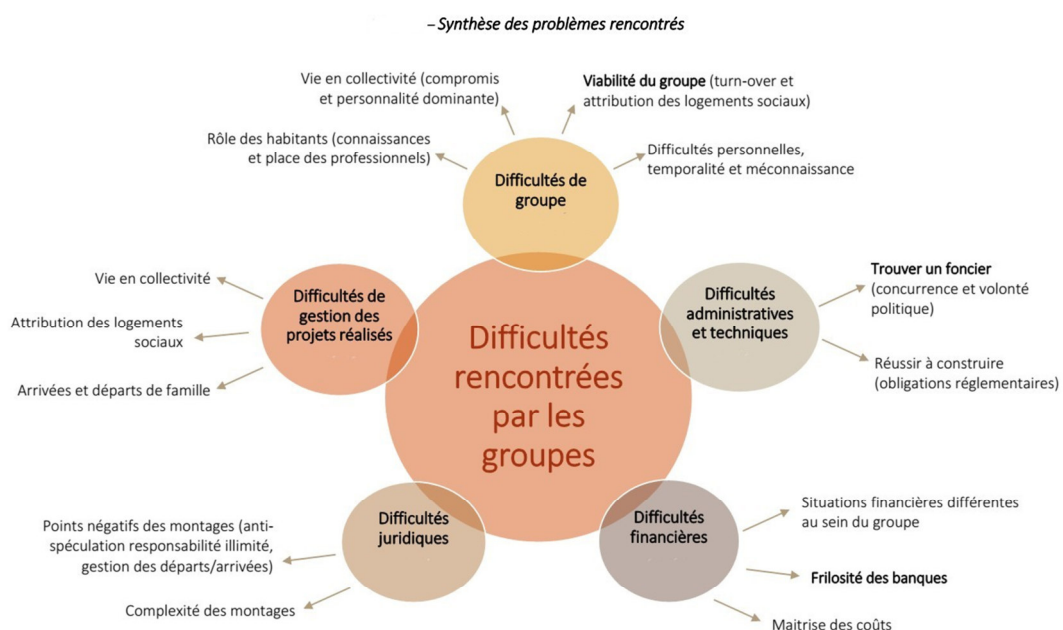 – Synthèse des problèmes rencontrés
Vie en collectivité (compromis
et personnalité dominante)
Viabilité du groupe (turn-over et
attribution des logements sociaux)
Rôle des habitants (connaissances
et place des professionnels)
Difficultés personnelles,
temporalité et méconnaissance
Difficultés de
groupe
Vie en collectivité
Attribution des logements
sociaux
Arrivées et départs de famille
Difficultés de
gestion des
projets réalisés
Difficultés
administratives
et techniques
Trouver un foncier
(concurrence et volonté
politique)
Réussir à construire
(obligations réglementaires)
Difficultés
rencontrées
par les
groupes
Points négatifs des montages (anti-
spéculation responsabilité illimité,
gestion des départs/arrivées)
Complexité des montages
Difficultés
juridiques
Difficultés
financières
Situations financières différentes
au sein du groupe
Frilosité des banques
Maitrise des coûts